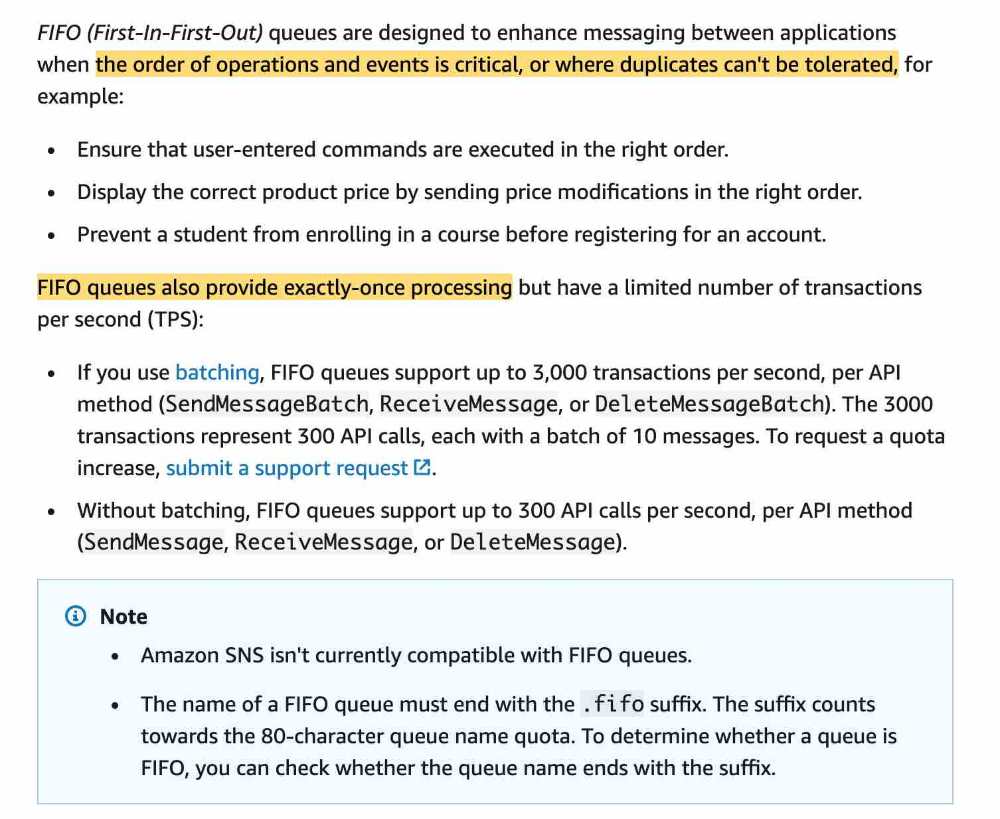 FIFO (First-In-First-Out) queues are designed to enhance messaging between applications
when the order of operations and events is critical, or where duplicates can't be tolerated, for
example:
• Ensure that user-entered commands are executed in the right order.
• Display the correct product price by sending price modifications in the right order.
• Prevent a student from enrolling in a course before registering for an account.
FIFO queues also provide exactly-once processing but have a limited number of transactions
per second (TPS):
• If you use batching, FIFO queues support up to 3,000 transactions per second, per API
method (SendMessageBatch, ReceiveMessage, or DeleteMessageBatch). The 3000
transactions represent 300 API calls, each with a batch of 10 messages. To request a quota
increase, submit a support request.
• Without batching, FIFO queues support up to 300 API calls per second, per API method
(SendMessage, ReceiveMessage, or DeleteMessage).
Note
• Amazon SNS isn't currently compatible with FIFO queues.
• The name of a FIFO queue must end with the .fifo suffix. The suffix counts
towards the 80-character queue name quota. To determine whether a queue is
FIFO, you can check whether the queue name ends with the suffix.